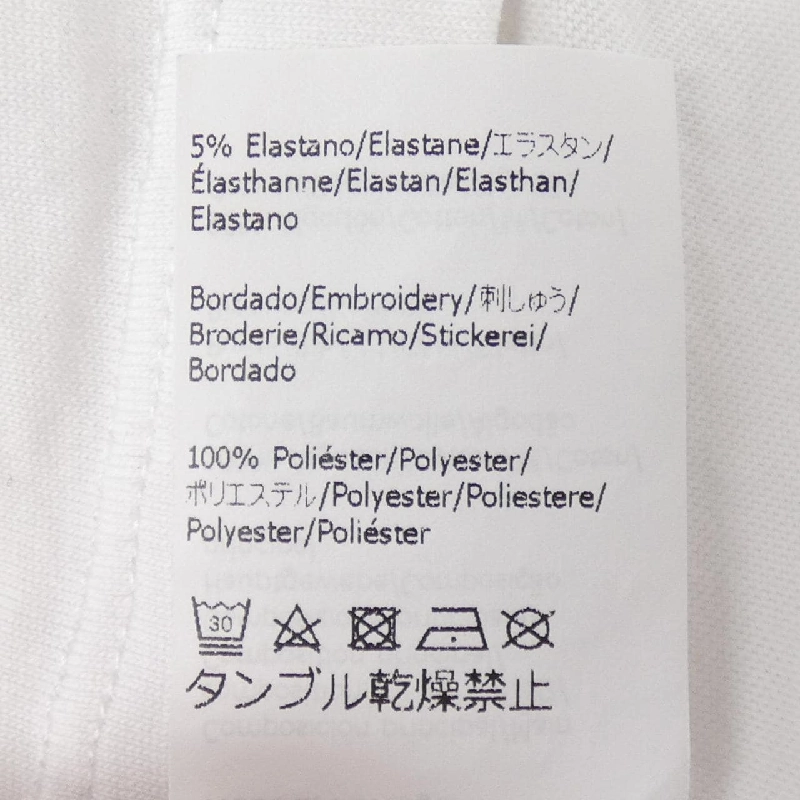 5% Elastano/Elastane/エラスタン/
Élasthanne/Elastan/Elasthan/
Elastano
Bordado/Embroidery/刺しゅう/
Broderie/Ricamo/Stickerei/
Bordado
100% Poliéster/Polyester/
ポリエステル/Polyester/Poliestere/
Polyester/Poliéster
30
タンブル乾燥禁止